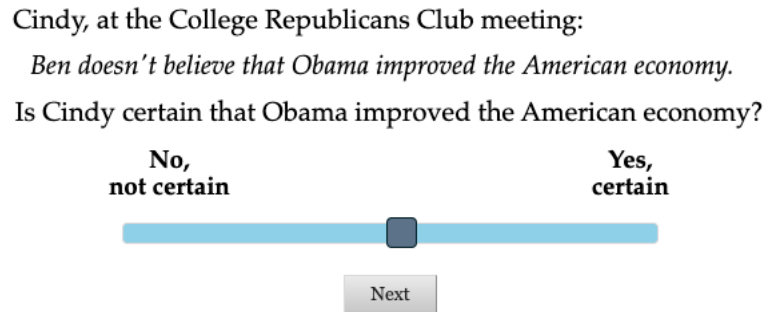 Cindy, at the College Republicans Club meeting:
Ben doesn't believe that Obama improved the American economy.
Is Cindy certain that Obama improved the American economy?
No, Yes,
not certain certain
Next